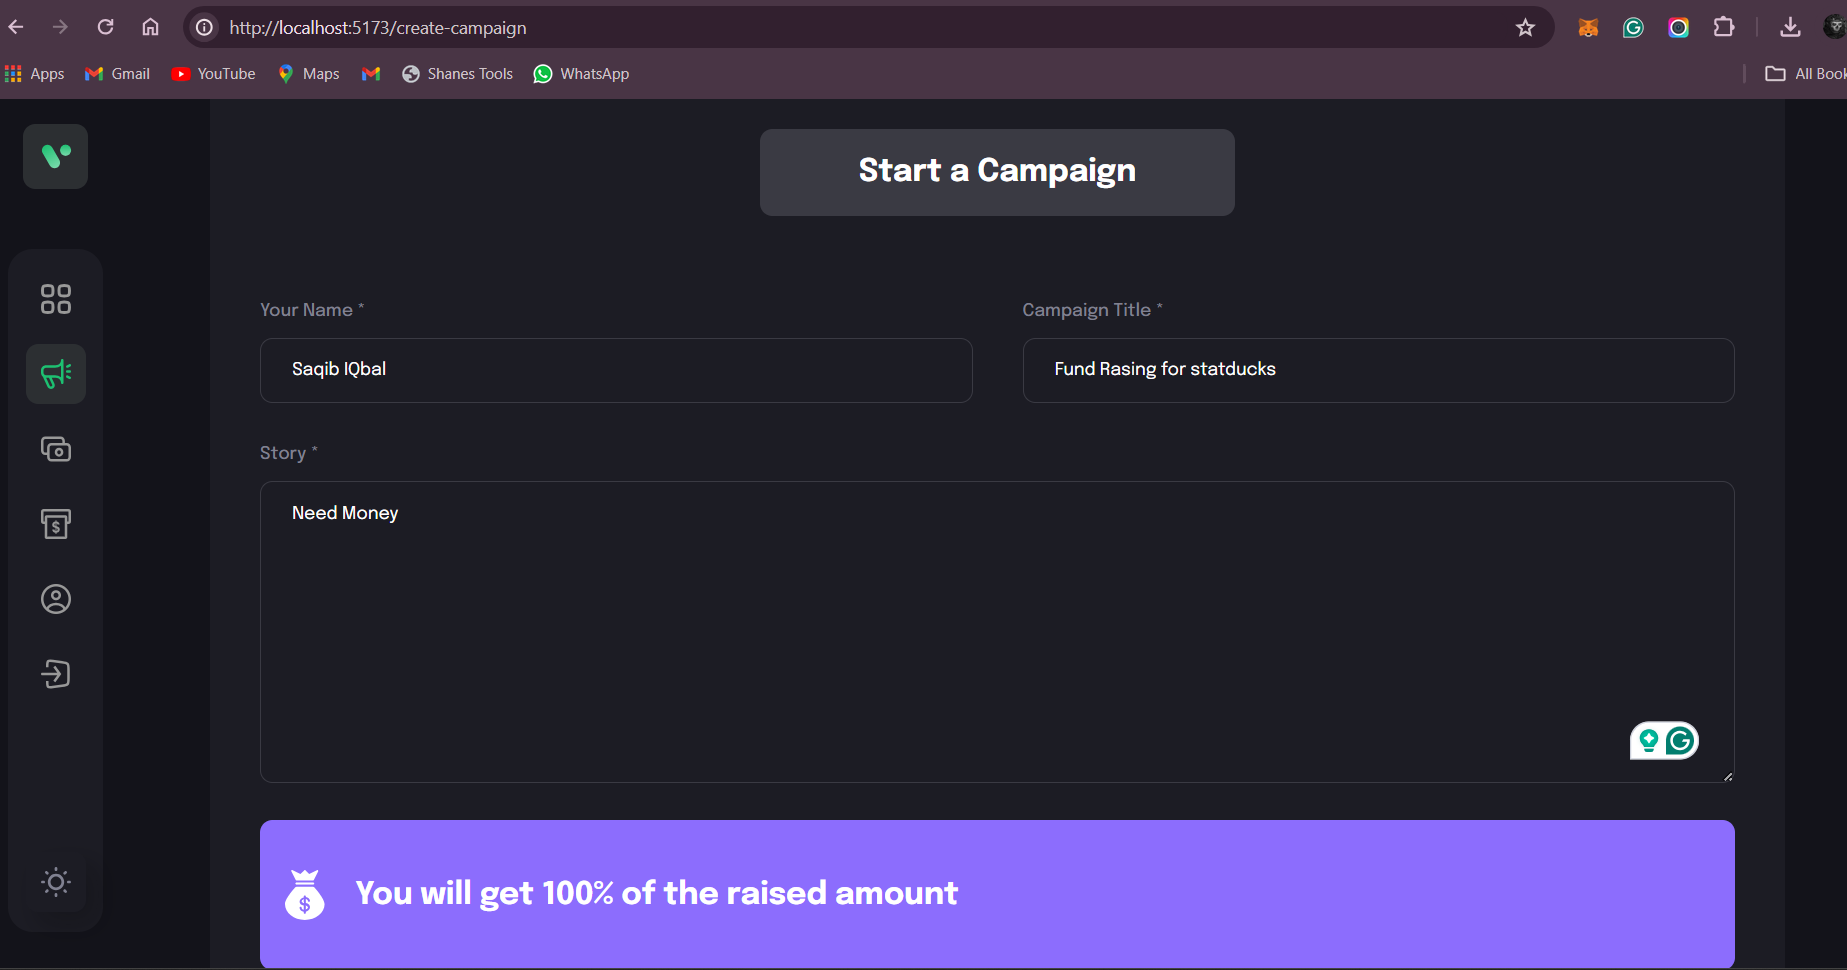 http://localhost:5173/create-campaign
Apps Gmail YouTube Maps Shanes Tools WhatsApp All Book
Start a Campaign
Your Name * Campaign Title *
Saqib IQbal Fund Rasing for statducks
Story *
Need Money
You will get 100% of the raised amount